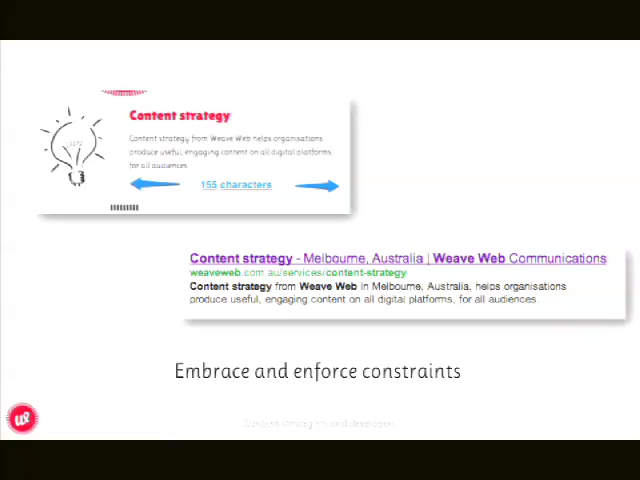 Content strategy
Content strategy from Weave Web helps organisations
produce useful, engaging content on all digital platforms
for all audiences
155 characters
Content strategy - Melbourne, Australia | Weave Web Communications
weaveweb.com.au/services/content-strategy
Content strategy from Weave Web in Melbourne, Australia, helps organisations
produce useful, engaging content on all digital platforms, for all audiences.
Embrace and enforce constraints